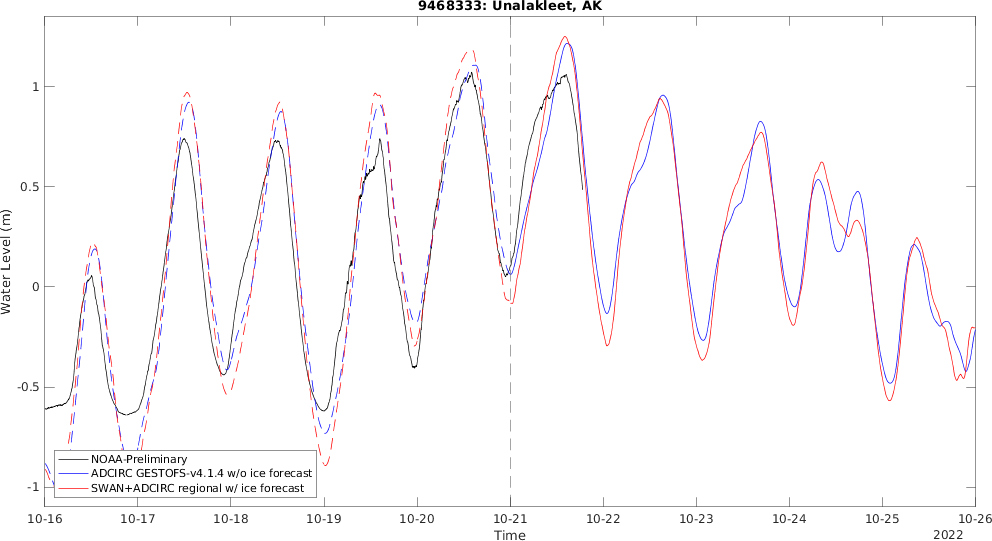 9468333: Unalakleet, AK
Water Level (m)
1
0.5
0
-0.5
-1
NOAA-Preliminary
ADCIRC GESTOFS-v4.1.4 w/o ice forecast
SWAN+ADCIRC regional w/ ice forecast
10-16 10-17 10-18 10-19 10-20 10-21 10-22 10-23 10-24 10-25 10-26
Time
2022